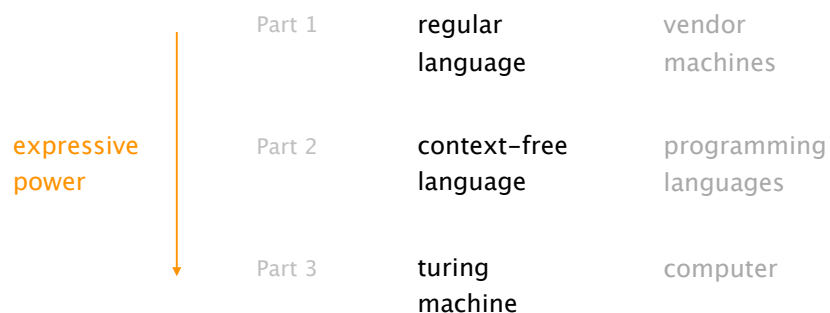 Part 1 regular vendor
language machines
expressive Part 2 context-free programming
power language languages
Part 3 turing computer
machine